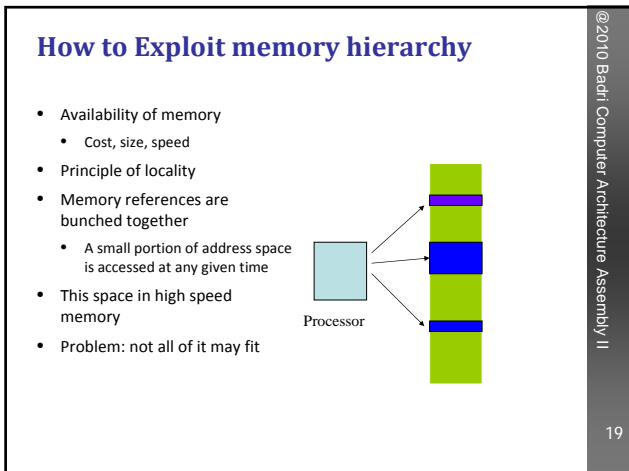 How to Exploit memory hierarchy
• Availability of memory
• Cost, size, speed
• Principle of locality
• Memory references are
bunched together
• A small portion of address space
is accessed at any given time
• This space in high speed
memory
• Problem: not all of it may fit
Processor
@2010 Badri Computer Architecture Assembly II
19